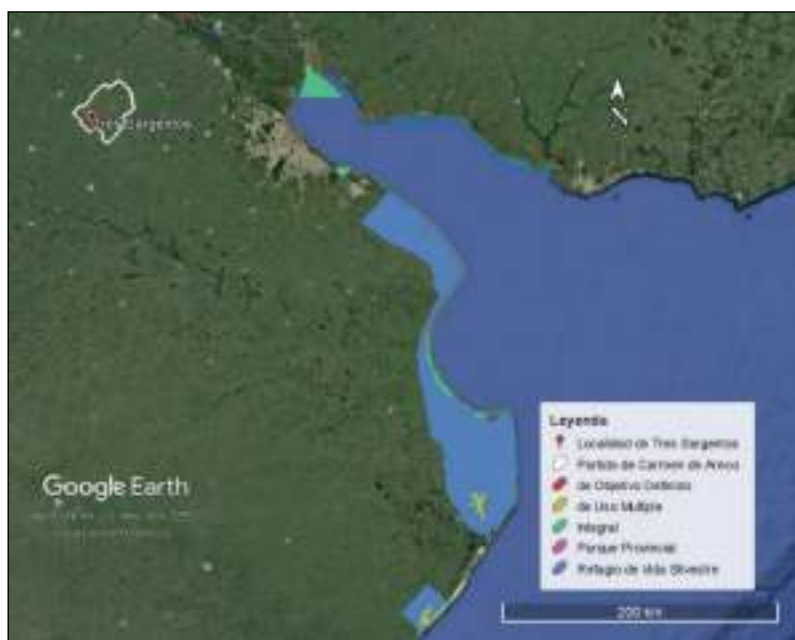 Tres Sargentos
Google Earth
Leyenda
Localidad de Tres Sargentos
Partido de Carmen de Areco
de Objetivo Definido
de Uso Multiple
Integral
Parque Provincial
Refugio de Vida Silvestre
200 km